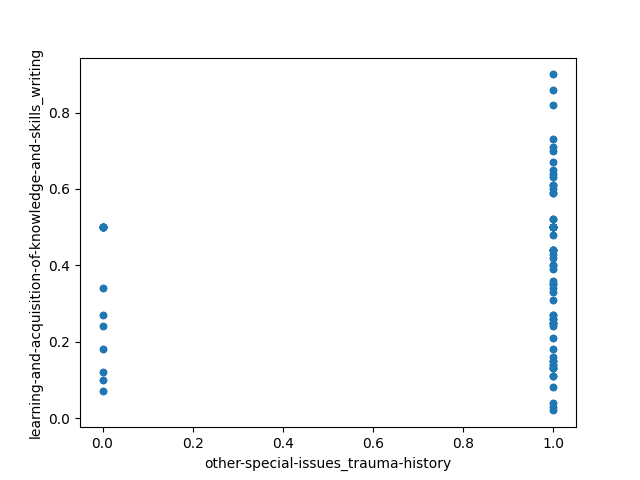 learning-and-acquisition-of-knowledge-and-skills_writing
0.8
0.6
0.4
0.2
0.0
0.0 0.2 0.4 0.6 0.8 1.0
other-special-issues_trauma-history